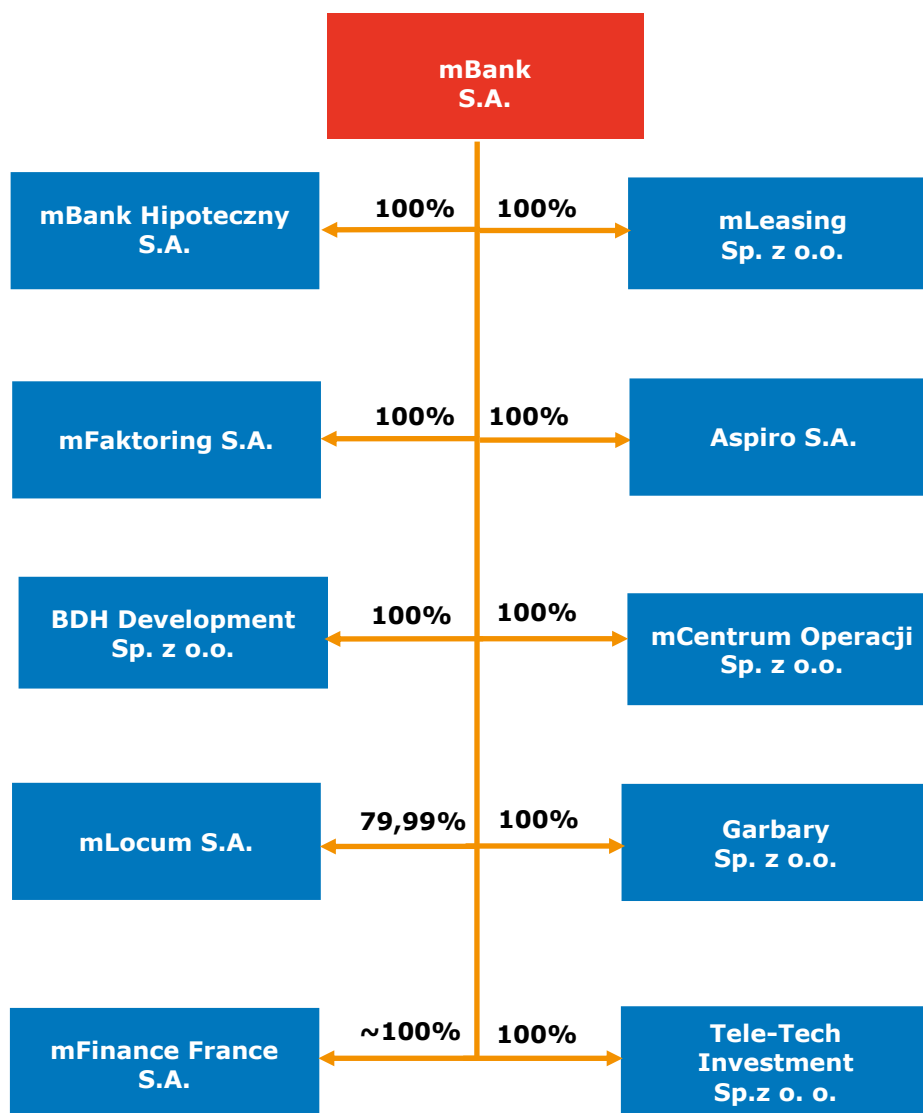 mBank
S.A.
mBank Hipoteczny
S.A.
100%
100%
mLeasing
Sp. z o.o.
mFaktoring S.A.
100%
100%
Aspiro S.A.
BDH Development
Sp. z o.o.
100%
100%
mCentrum Operacji
Sp. z o.o.
mLocum S.A.
79,99%
100%
Garbary
Sp. z o.o.
mFinance France
S.A.
~100%
100%
Tele-Tech
Investment
Sp.z o. o.